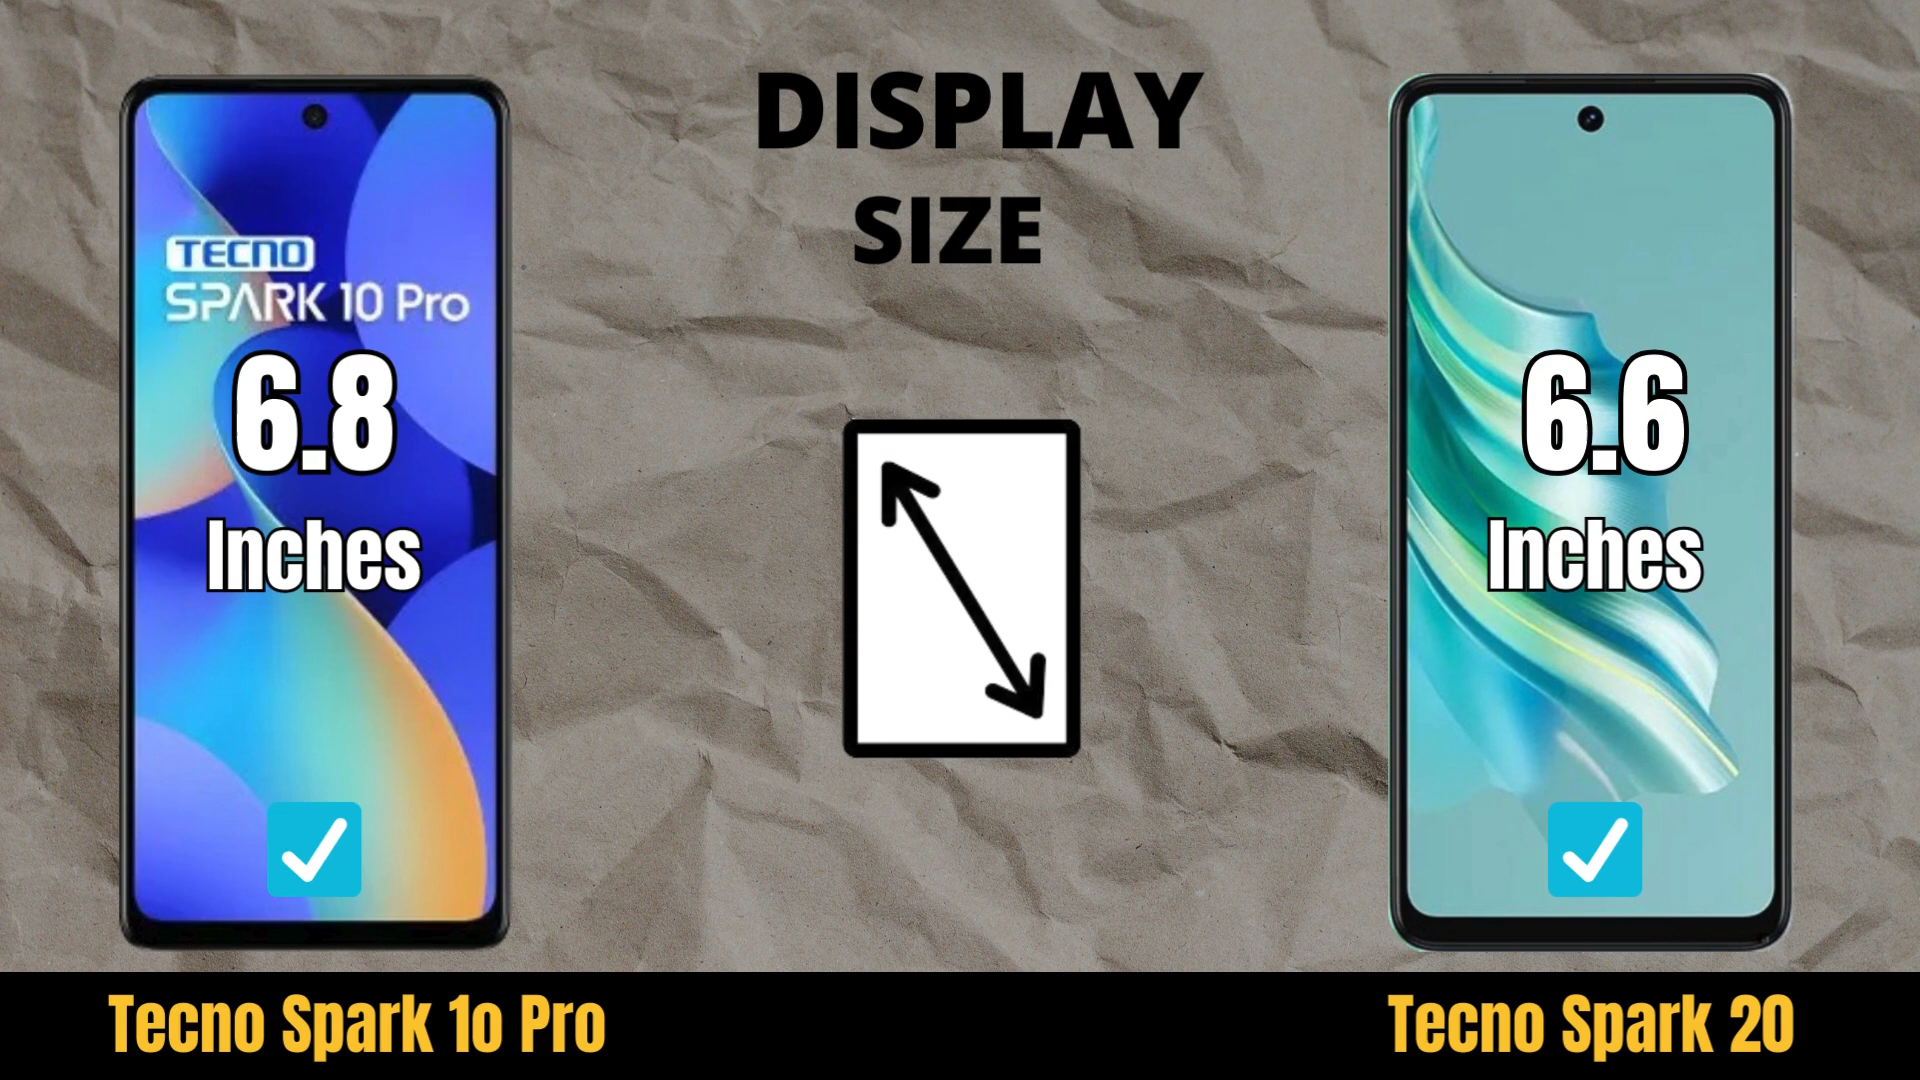 DISPLAY
SIZE
TECNO
SPARK 10 Pro
6.8
Inches
6.6
Inches
Tecno Spark 1o Pro
Tecno Spark 20